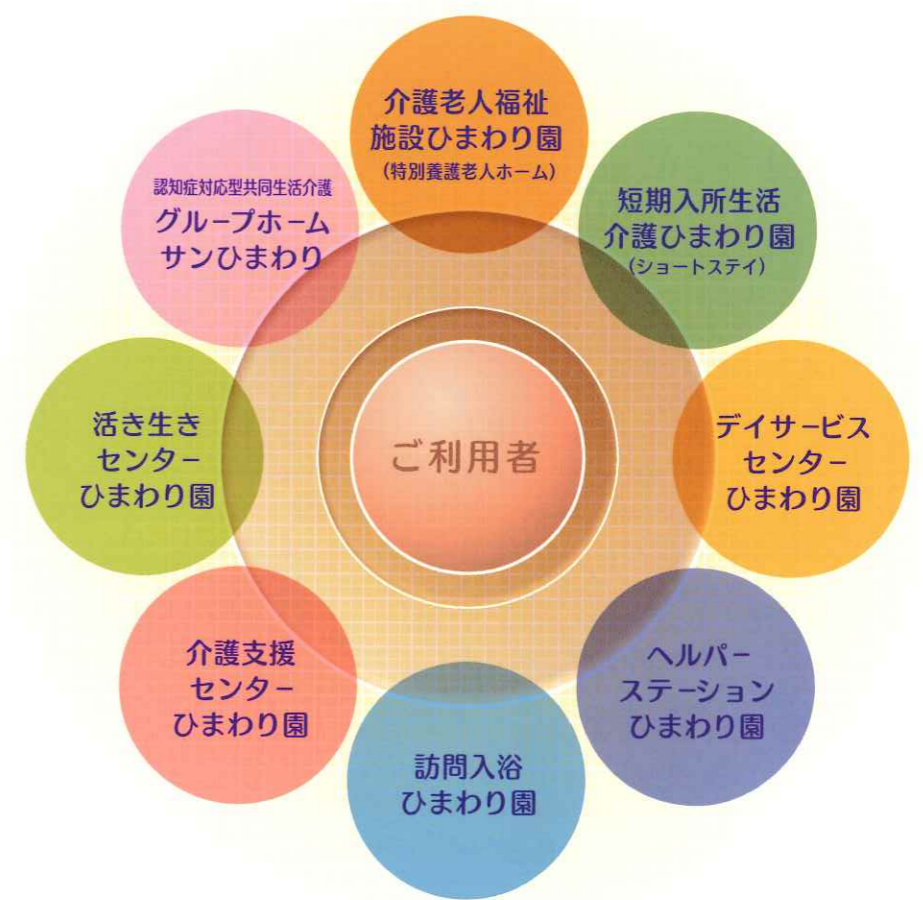 介護老人福祉
施設ひまわり園
(特別養護老人ホーム)
短期入所生活
介護ひまわり園
(ショートステイ)
デイサービス
センター
ひまわり園
ヘルパー
ステーション
ひまわり園
訪問入浴
ひまわり園
介護支援
センター
ひまわり園
活き生き
センター
ひまわり園
認知症対応型共同生活介護
グループホーム
サンひまわり
ご利用者